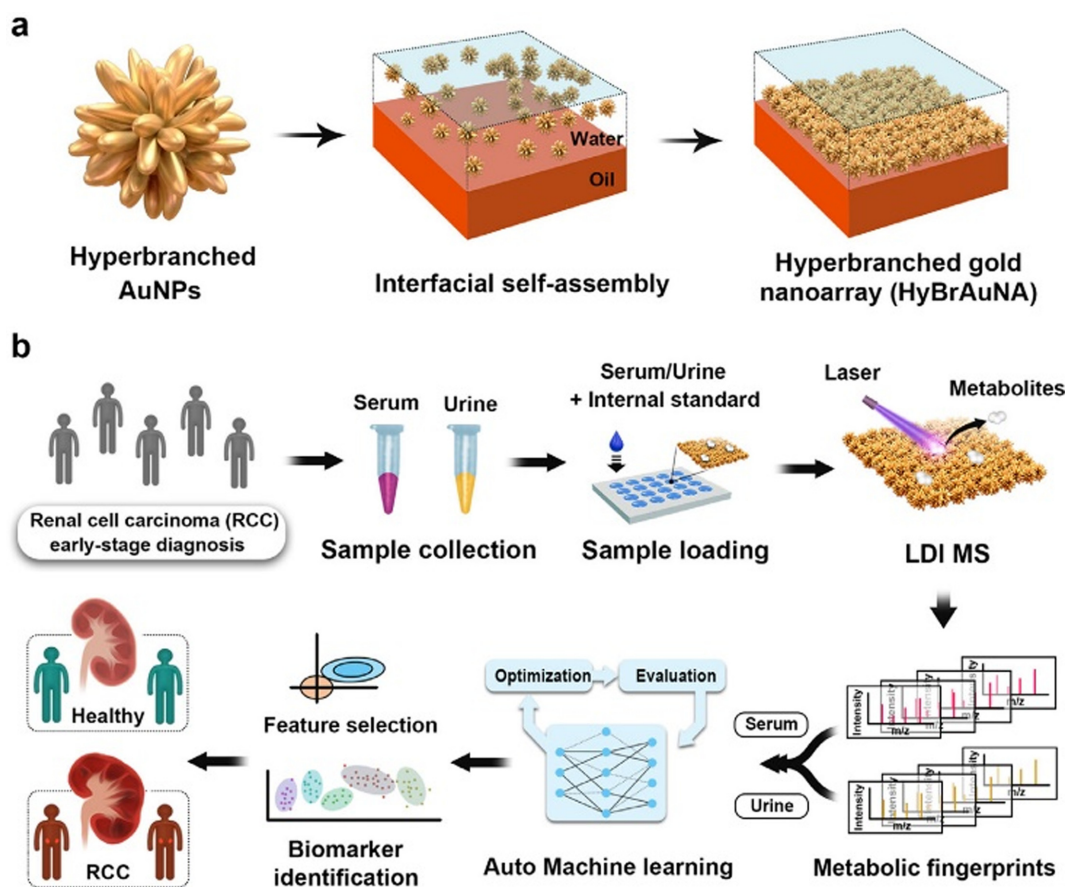 a
Water
Oil
Hyperbranched
AuNPs
Interfacial self-assembly
Hyperbranched gold
nanoarray (HyBrAuNA)
b
Renal cell carcinoma (RCC)
early-stage diagnosis
Serum
Urine
Sample collection
Serum/Urine
+ Internal standard
Sample loading
Laser
Metabolites
LDI MS
Healthy
RCC
Feature selection
Biomarker
identification
Optimization
Evaluation
Auto Machine learning
Serum
Urine
Intensity
m/z
m/z
Intensity
m/z
m/z
Metabolic fingerprints